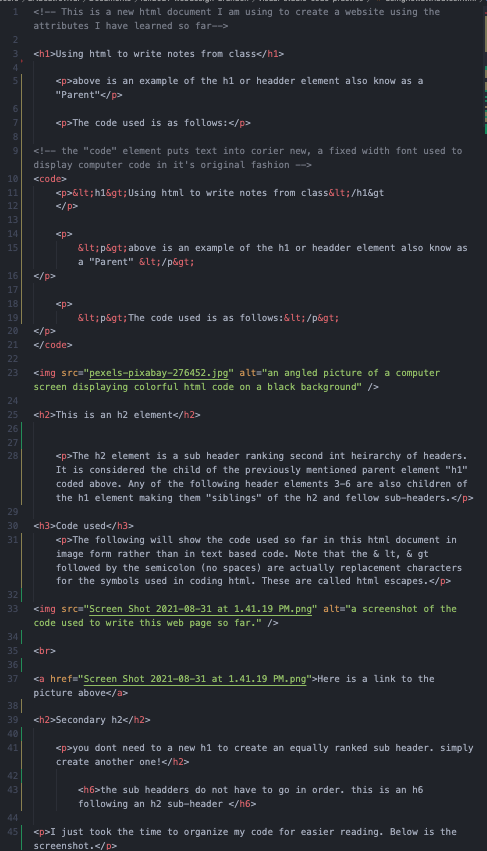 1 <!-- This is a new html document I am using to create a website using the
attributes I have learned so far-->
2
3 <h1>Using html to write notes from class</h1>
4
5 <p>above is an example of the h1 or headder element also know as a
"Parent"</p>
6
7 <p>The code used is as follows:</p>
8
9 <!-- the "code" element puts text into corier new, a fixed width font used to
display computer code in it's original fashion -->
10 <code>
11 <p>&lt;h1&gt;Using html to write notes from class&lt;/h1&gt
12 </p>
13
14 <p>
15 &lt;p&gt;above is an example of the h1 or headder element also know as
a "Parent" &lt;/p&gt;
16 </p>
17
18 <p>
19 &lt;p&gt;The code used is as follows:&lt;/p&gt;
20 </p>
21 </code>
22
23 <img src="pexels-pixabay-276452.jpg" alt="an angled picture of a computer
screen displaying colorful html code on a black background" />
24
25 <h2>This is an h2 element</h2>
26
27
28 <p>The h2 element is a sub header ranking second int heirarchy of headers.
It is considered the child of the previously mentioned parent element "h1"
coded above. Any of the following header elements 3-6 are also children of
the h1 element making them "siblings" of the h2 and fellow sub-headers.</p>
29
30 <h3>Code used</h3>
31 <p>The following will show the code used so far in this html document in
image form rather than in text based code. Note that the & lt, & gt
followed by the semicolon (no spaces) are actually replacement characters
for the symbols used in coding html. These are called html escapes.</p>
32
33 <img src="Screen Shot 2021-08-31 at 1.41.19 PM.png" alt="a screenshot of the
code used to write this web page so far." />
34
35 <br>
36
37 <a href="Screen Shot 2021-08-31 at 1.41.19 PM.png">Here is a link to the
picture above</a>
38
39 <h2>Secondary h2</h2>
40
41 <p>you dont need to a new h1 to create an equally ranked sub header. simply
create another one!</h2>
42
43 <h6>the sub headders do not have to go in order. this is an h6
following an h2 sub-header </h6>
44
45 <p>I just took the time to organize my code for easier reading. Below is the
screenshot.</p>